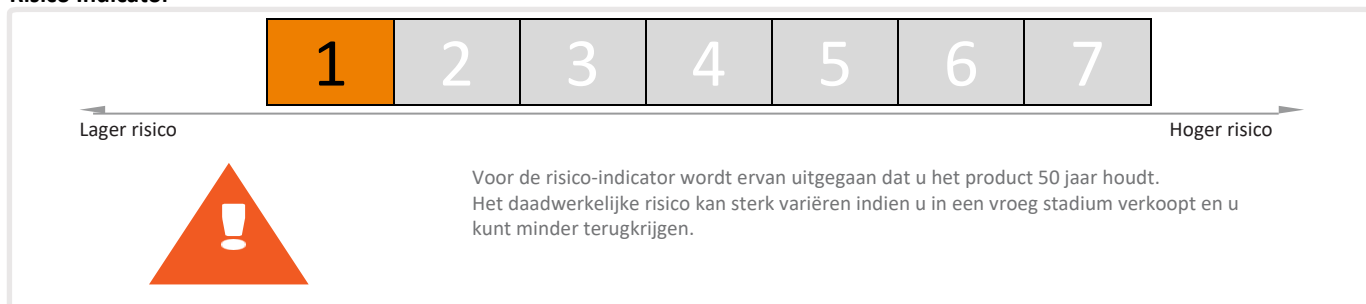 Risico-indicator
1 2 3 4 5 6 7
Lager risico Hoger risico
Voor de risico-indicator wordt ervan uitgegaan dat u het product 50 jaar houdt.
Het daadwerkelijke risico kan sterk variëren indien u in een vroeg stadium verkoopt en u
kunt minder terugkrijgen.